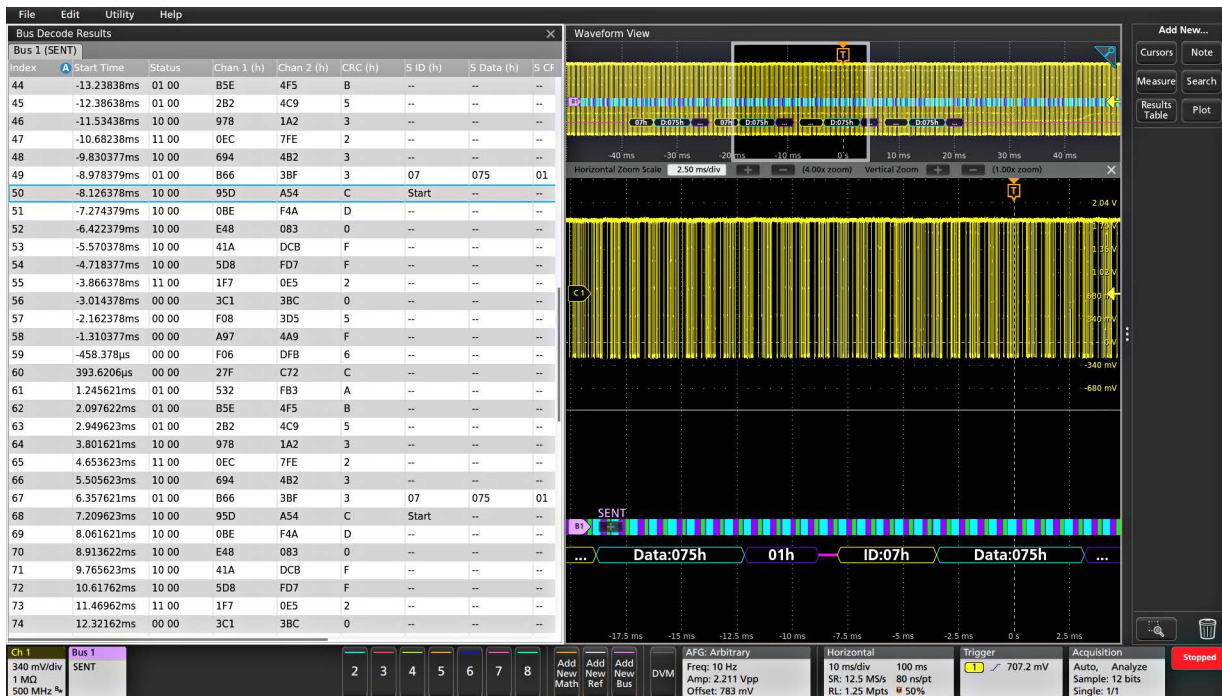 File Edit Utility Help
Bus Decode Results
Bus 1 (SENT)
Index A Start Time Status Chan 1 (h) Chan 2 (h) CRC (h) S ID (h) S Data (h) S CF
44 -13.23838ms 01 00 B5E 4F5 B -- -- --
45 -12.38638ms 01 00 2B2 4C9 5 -- -- --
46 -11.53438ms 10 00 978 1A2 3 -- -- --
47 -10.68238ms 11 00 0EC 7FE 2 -- -- --
48 -9.830377ms 10 00 694 4B2 3 -- -- --
49 -8.978379ms 01 00 B66 3BF 3 07 075 01
50 -8.126378ms 10 00 95D A54 C Start -- --
51 -7.274379ms 10 00 0BE F4A D -- -- --
52 -6.422379ms 10 00 E48 083 0 -- -- --
53 -5.570378ms 10 00 41A DCB F -- -- --
54 -4.718377ms 10 00 5D8 FD7 F -- -- --
55 -3.866378ms 11 00 1F7 0E5 2 -- -- --
56 -3.014378ms 00 00 3C1 3BC 0 -- -- --
57 -2.162378ms 00 00 F08 3D5 5 -- -- --
58 -1.310377ms 00 00 A97 4A9 F -- -- --
59 -458.378µs 00 00 F06 DFB 6 -- -- --
60 393.6206µs 00 00 27F C72 C -- -- --
61 1.245621ms 01 00 532 FB3 A -- -- --
62 2.097622ms 01 00 B5E 4F5 B -- -- --
63 2.949623ms 01 00 2B2 4C9 5 -- -- --
64 3.801621ms 10 00 978 1A2 3 -- -- --
65 4.653623ms 11 00 0EC 7FE 2 -- -- --
66 5.505623ms 10 00 694 4B2 3 -- -- --
67 6.357621ms 01 00 B66 3BF 3 07 075 01
68 7.209623ms 10 00 95D A54 C Start -- --
69 8.061621ms 10 00 0BE F4A D -- -- --
70 8.913622ms 10 00 E48 083 0 -- -- --
71 9.765623ms 10 00 41A DCB F -- -- --
72 10.61762ms 10 00 5D8 FD7 F -- -- --
73 11.46962ms 11 00 1F7 0E5 2 -- -- --
74 12.32162ms 00 00 3C1 3BC 0 -- -- --
Waveform View
T
07h D:075h ... 07h D:075h ... ... D:075h ... ... D:075h ...
-40 ms -30 ms -20 ms -10 ms 0 s 10 ms 20 ms 30 ms 40 ms
Horizontal Zoom Scale 2.50 ms/div + - (4.00x zoom) Vertical Zoom + - (1.00x zoom)
T
2.04 V
1.36 V
1.02 V
C 1
-340 mV
-680 mV
SENT
B1
... Data:075h 01h ID:07h Data:075h ...
-17.5 ms -15 ms -12.5 ms -10 ms -7.5 ms -5 ms -2.5 ms 0 s 2.5 ms
Add New...
Cursors Note
Measure Search
Results Table Plot
Ch 1
340 mV/div
1 MΩ
500 MHz Bw
Bus 1
SENT
2 3 4 5 6 7 8
Add New Math
Add New Ref
Add New Bus
DVM
AFG: Arbitrary
Freq: 10 Hz
Amp: 2.211 Vpp
Offset: 783 mV
Horizontal
10 ms/div 100 ms
SR: 12.5 MS/s 80 ns/pt
RL: 1.25 Mpts 50%
Trigger
1 707.2 mV
Acquisition
Auto, Analyze
Sample: 12 bits
Single: 1/1
Stopped